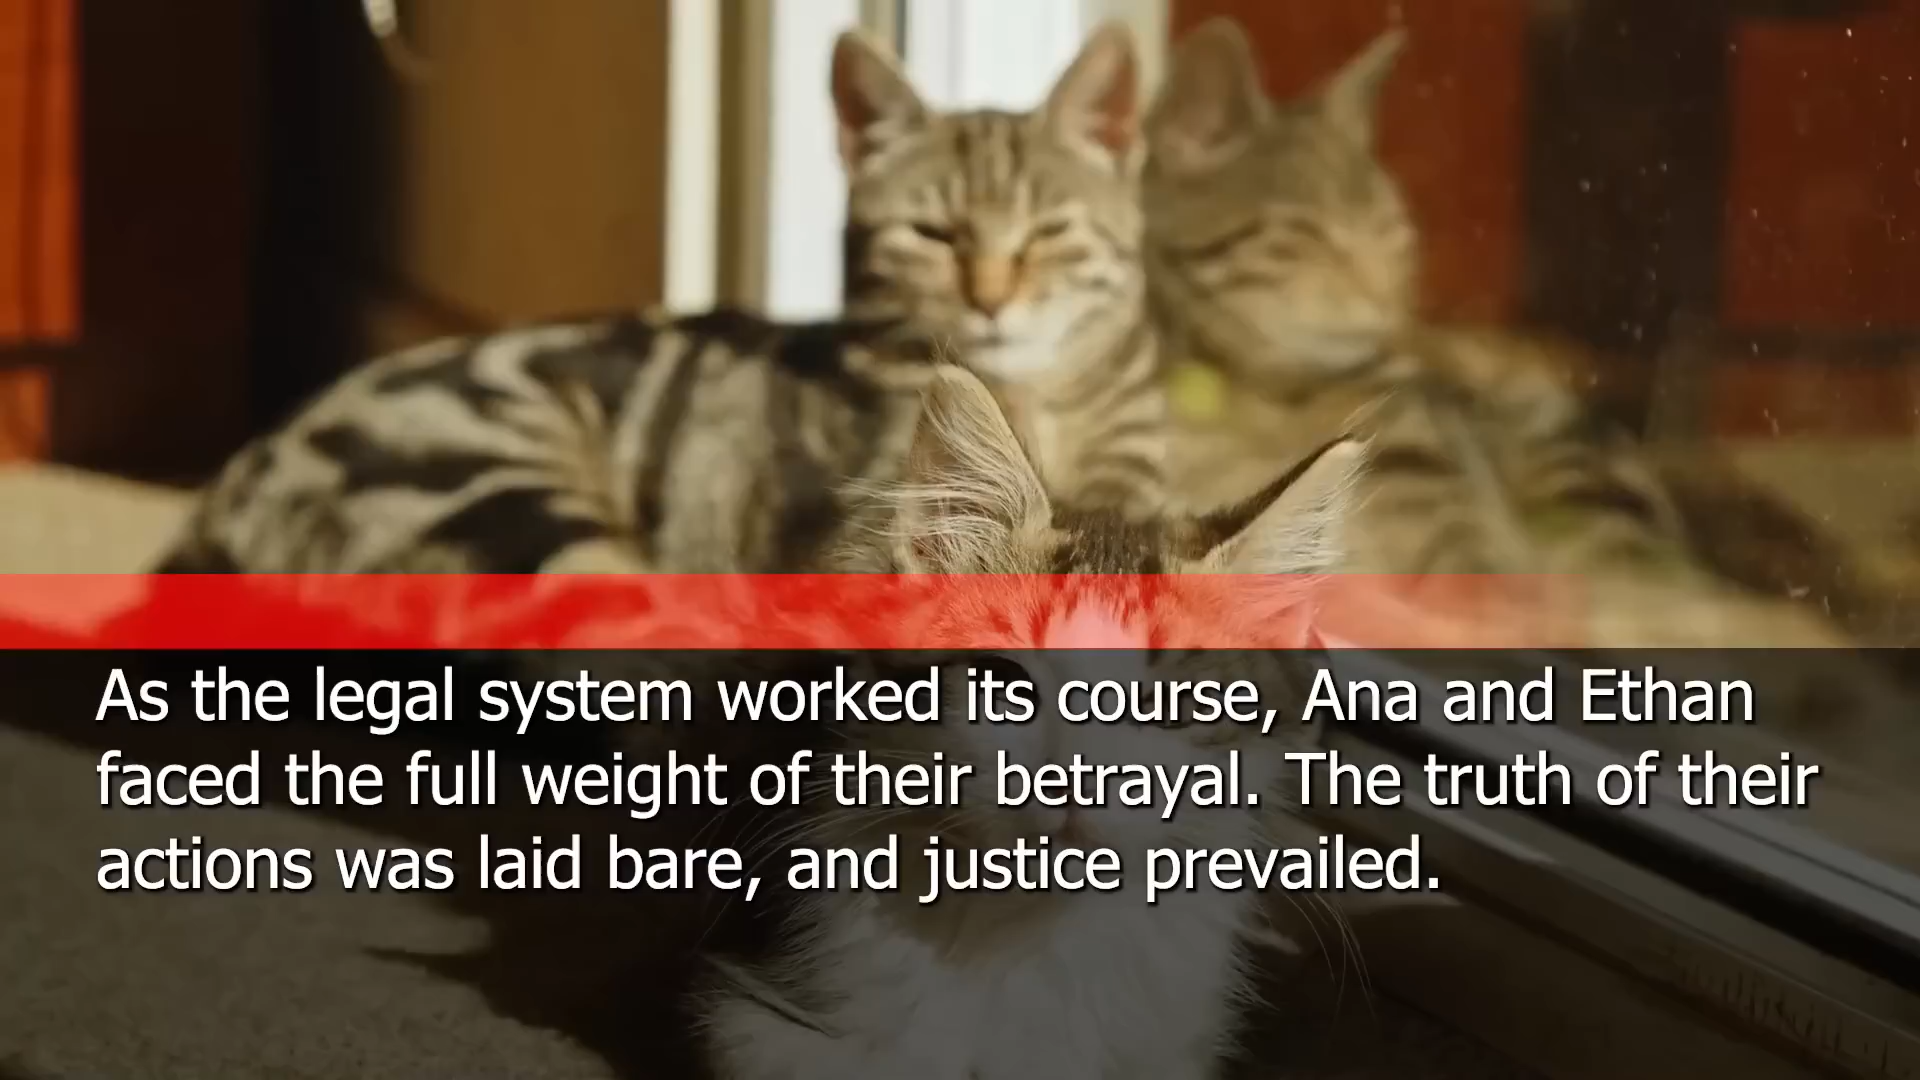 As the legal system worked its course, Ana and Ethan
faced the full weight of their betrayal. The truth of their
actions was laid bare, and justice prevailed.